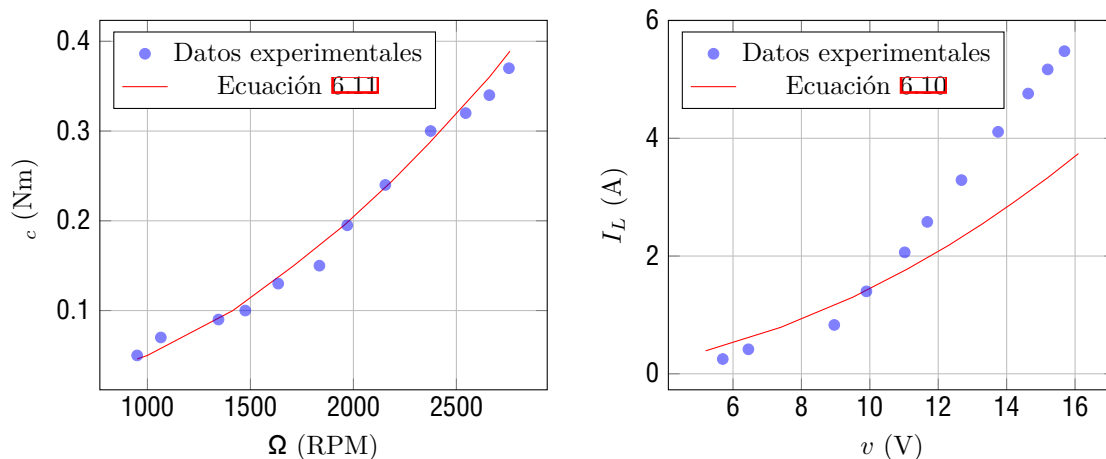 Datos experimentales
Ecuación 6.11
0.4
0.3
0.2
0.1
c (Nm)
1000 1500 2000 2500
Ω (RPM)
Datos experimentales
Ecuación 6.10
6
4
2
0
I_L (A)
6 8 10 12 14 16
v (V)